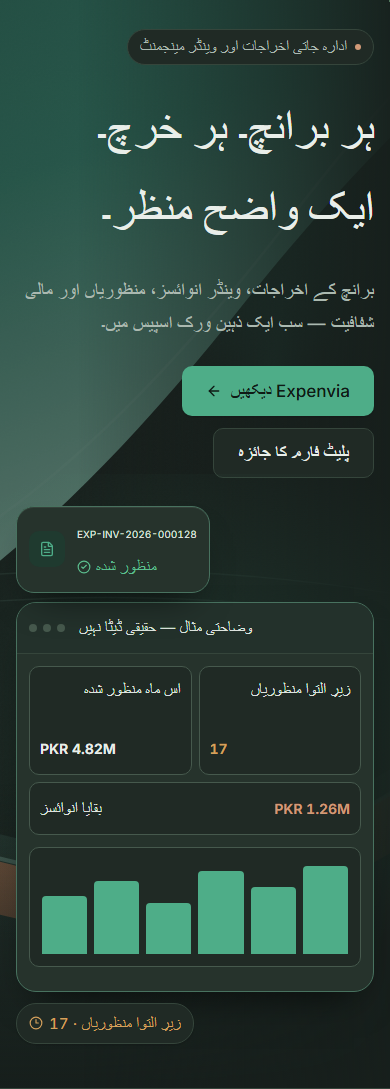 ادارہ جاتی اخراجات اور وینڈر مینجمنٹ
ہر برانچ۔ ہر خرچ۔
ایک واضح منظر۔
برانچ کے اخراجات، وینڈر انوائسز، منظوریاں اور مالی
شفافیت — سب ایک ذہین ورک اسپیس میں۔
Expenvia دیکھیں ←
پلیٹ فارم کا جائزہ
EXP-INV-2026-000128
منظور شدہ
وضاحتی مثال — حقیقی ڈیٹا نہیں
زیرِ التوا منظوریاں
17
اس ماہ منظور شدہ
PKR 4.82M
بقایا انوائسز
PKR 1.26M
زیرِ التوا منظوریاں · 17